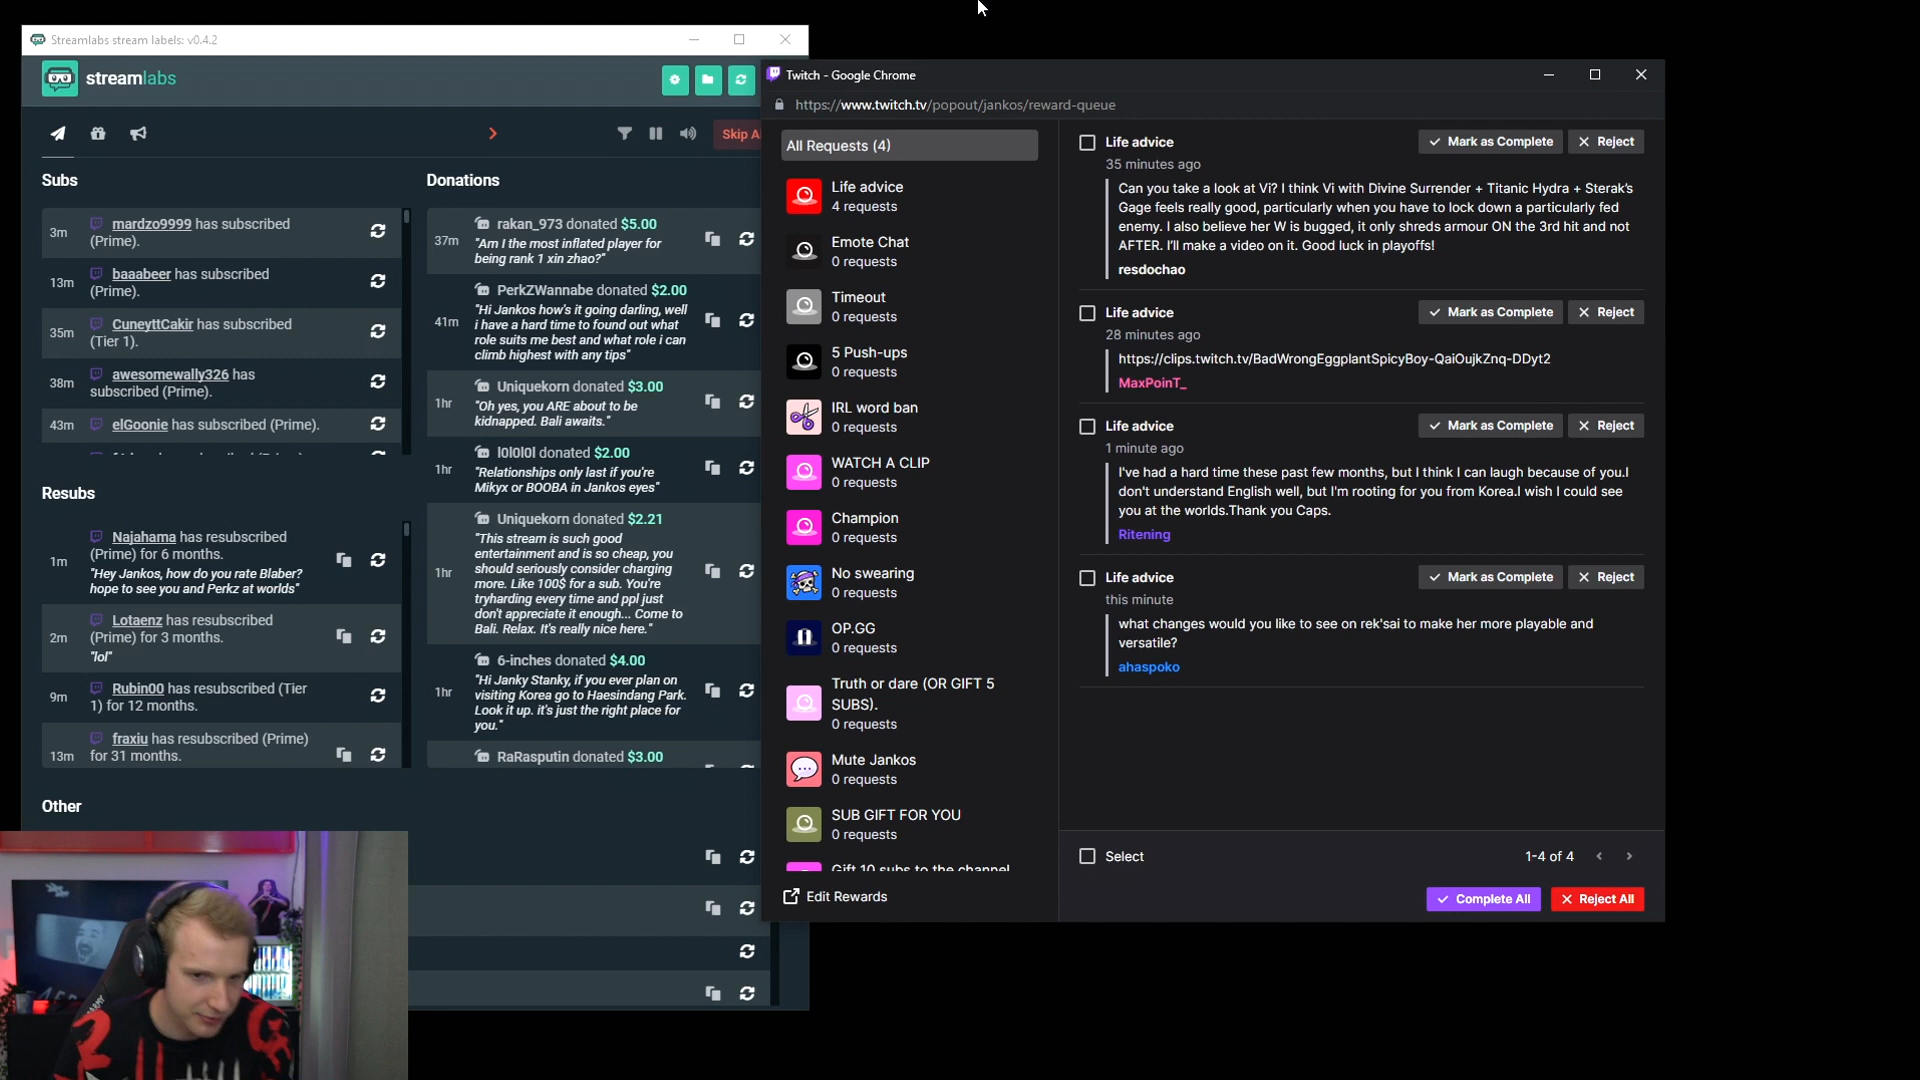 Streamlabs stream labels: v0.4.2
streamlabs
Skip Al
Subs
3m
mardzo9999 has subscribed
(Prime).
13m
baaabeer has subscribed
(Prime).
35m
CuneyttCakir has subscribed
(Tier 1).
38m
awesomewally326 has
subscribed (Prime).
43m
elGoonie has subscribed (Prime).
Resubs
1m
Najahama has resubscribed
(Prime) for 6 months.
"Hey Jankos, how do you rate Blaber?
hope to see you and Perkz at worlds"
2m
Lotaenz has resubscribed
(Prime) for 3 months.
"lol"
9m
Rubin00 has resubscribed (Tier
1) for 12 months.
13m
fraxiu has resubscribed (Prime)
for 31 months.
Other
Donations
37m
rakan_973 donated $5.00
"Am I the most inflated player for
being rank 1 xin zhao?"
41m
PerkZWannabe donated $2.00
"Hi Jankos how's it going darling, well
i have a hard time to found out what
role suits me best and what role i can
climb highest with any tips"
1hr
Uniquekorn donated $3.00
"Oh yes, you ARE about to be
kidnapped. Bali awaits."
1hr
l0l0l0l donated $2.00
"Relationships only last if you're
Mikyx or BOOBA in Jankos eyes"
1hr
Uniquekorn donated $2.21
"This stream is such good
entertainment and is so cheap, you
should seriously consider charging
more. Like 100$ for a sub. You're
tryharding every time and ppl just
don't appreciate it enough... Come to
Bali. Relax. It's really nice here."
1hr
6-inches donated $4.00
"Hi Janky Stanky, if you ever plan on
visiting Korea go to Haesindang Park.
Look it up. it's just the right place for
you."
RaRasputin donated $3.00
Twitch - Google Chrome
https://www.twitch.tv/popout/jankos/reward-queue
All Requests (4)
Life advice
4 requests
Emote Chat
0 requests
Timeout
0 requests
5 Push-ups
0 requests
IRL word ban
0 requests
WATCH A CLIP
0 requests
Champion
0 requests
No swearing
0 requests
OP.GG
0 requests
Truth or dare (OR GIFT 5
SUBS).
0 requests
Mute Jankos
0 requests
SUB GIFT FOR YOU
0 requests
Gift 10 subs to the channel
Edit Rewards
Life advice
Mark as Complete
Reject
35 minutes ago
Can you take a look at Vi? I think Vi with Divine Surrender + Titanic Hydra + Sterak's
Gage feels really good, particularly when you have to lock down a particularly fed
enemy. I also believe her W is bugged, it only shreds armour ON the 3rd hit and not
AFTER. I'll make a video on it. Good luck in playoffs!
resdochao
Life advice
Mark as Complete
Reject
28 minutes ago
https://clips.twitch.tv/BadWrongEggplantSpicyBoy-QaiOujkZnq-DDyt2
MaxPoinT_
Life advice
Mark as Complete
Reject
1 minute ago
I've had a hard time these past few months, but I think I can laugh because of you.I
don't understand English well, but I'm rooting for you from Korea.I wish I could see
you at the worlds.Thank you Caps.
Ritening
Life advice
Mark as Complete
Reject
this minute
what changes would you like to see on rek'sai to make her more playable and
versatile?
ahaspoko
Select
1-4 of 4
Complete All
Reject All